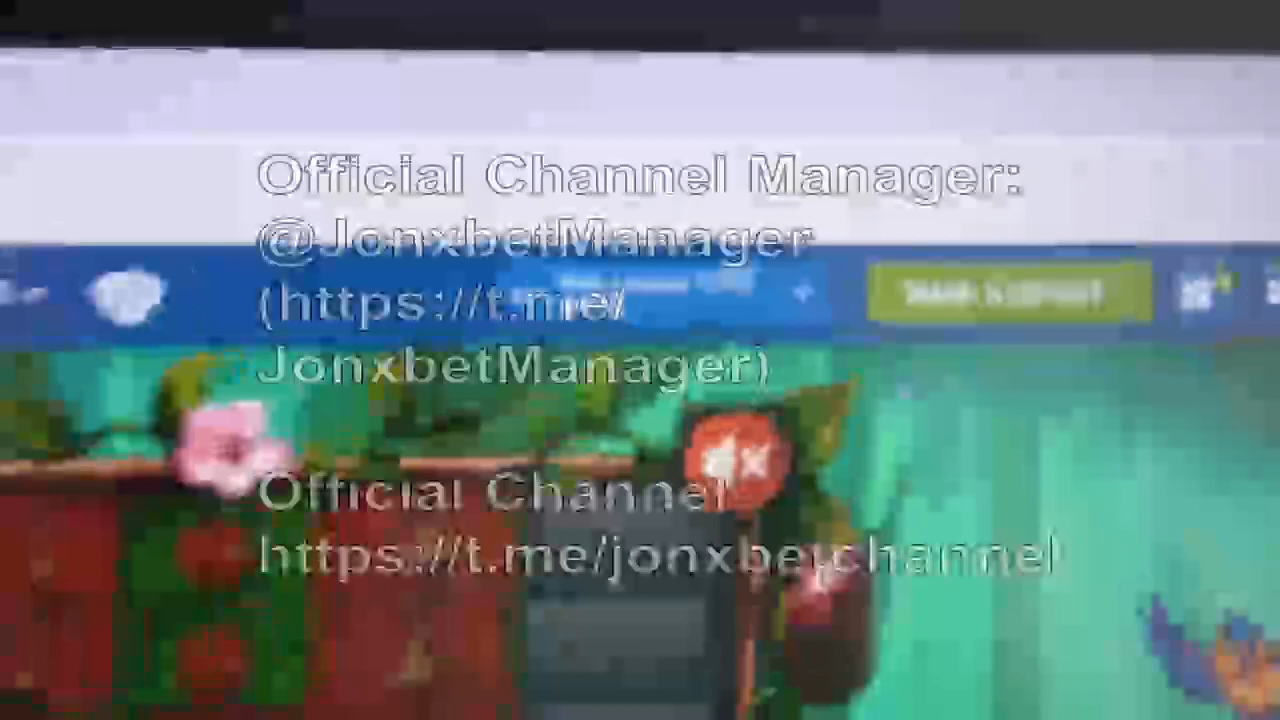 Official Channel Manager:
@JonxbetManager
(https://t.me/
JonxbetManager)
Official Channel
https://t.me/jonxbetchannel